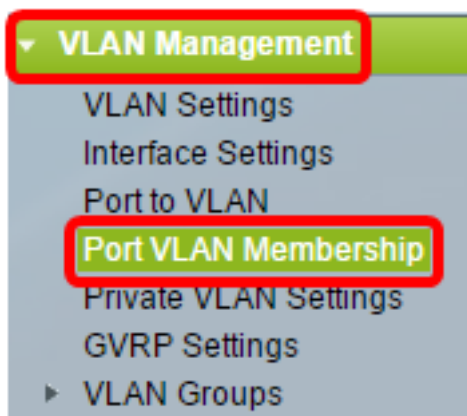 VLAN Management
VLAN Settings
Interface Settings
Port to VLAN
Port VLAN Membership
Private VLAN Settings
GVRP Settings
VLAN Groups